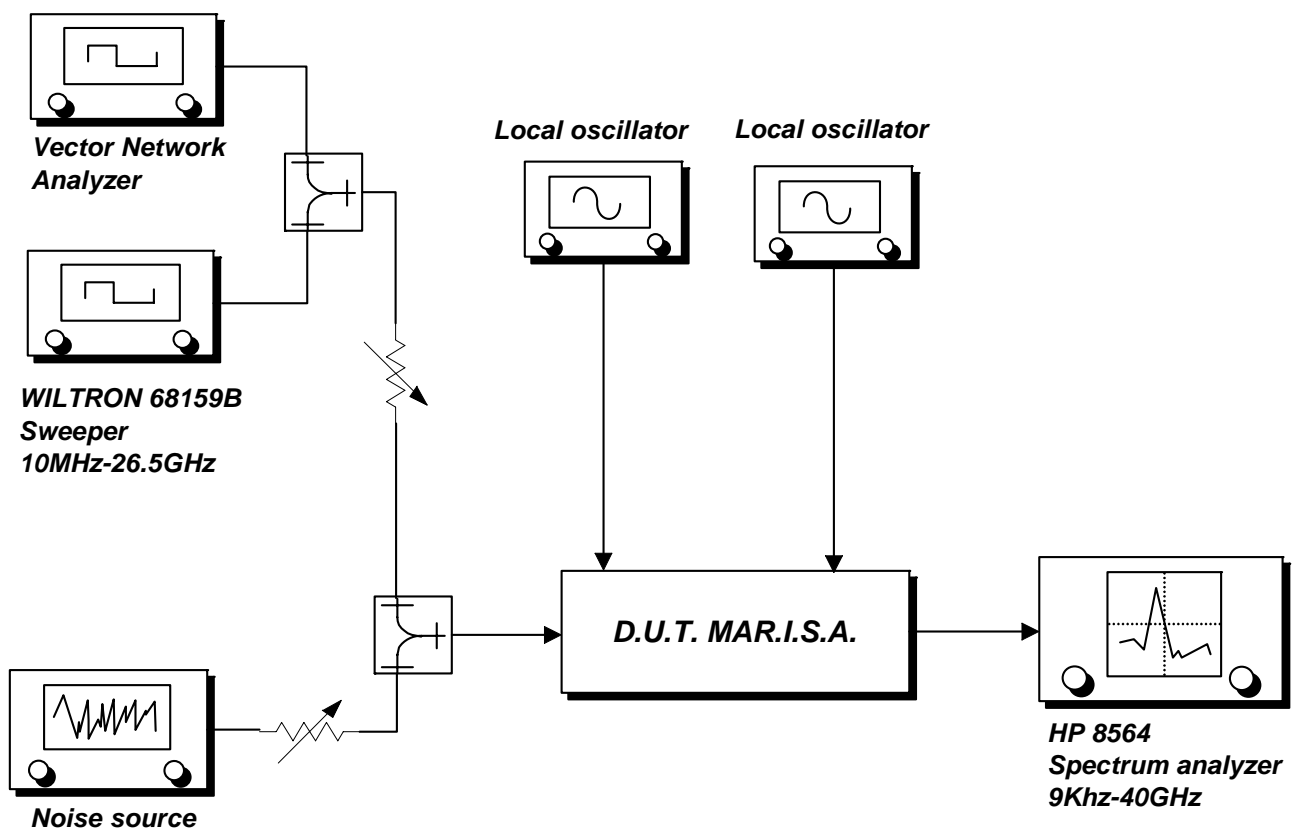 Vector Network
Analyzer
Local oscillator
Local oscillator
WILTRON 68159B
Sweeper
10MHz-26.5GHz
D.U.T. MAR.I.S.A.
HP 8564
Spectrum analyzer
9Khz-40GHz
Noise source